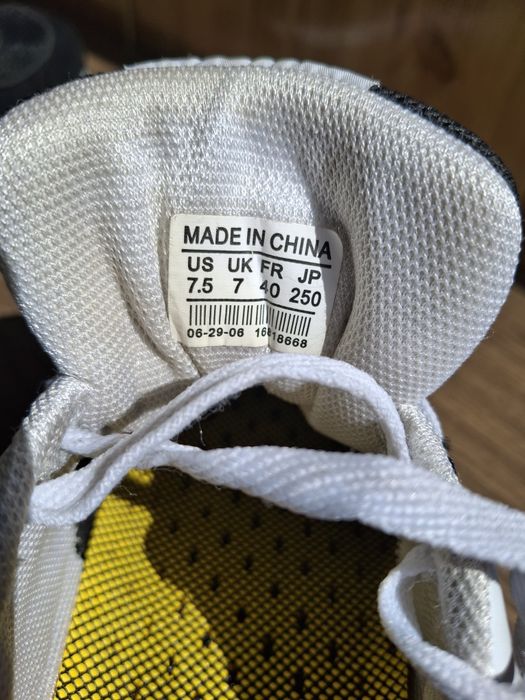 MADE IN CHINA
US UK FR JP
7.5 7 40 250
06-29-06